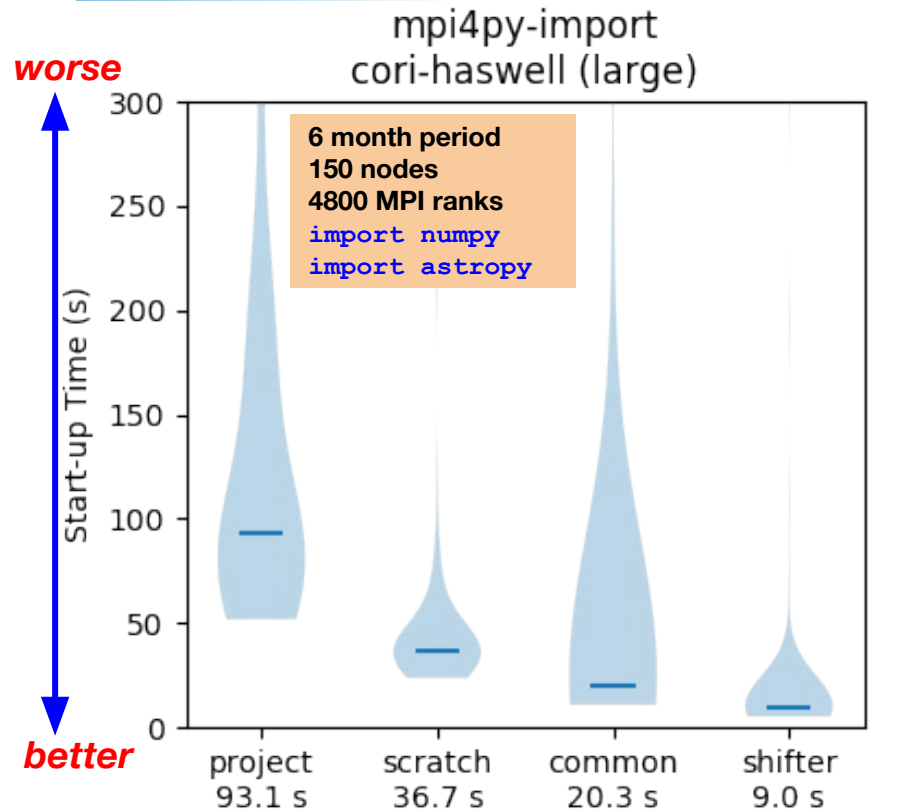 mpi4py-import
cori-haswell (large)
worse
300
6 month period
150 nodes
4800 MPI ranks
import numpy
import astropy
250
200
150
100
50
0
Start-up Time (s)
better
project
scratch
common
shifter
93.1 s
36.7 s
20.3 s
9.0 s